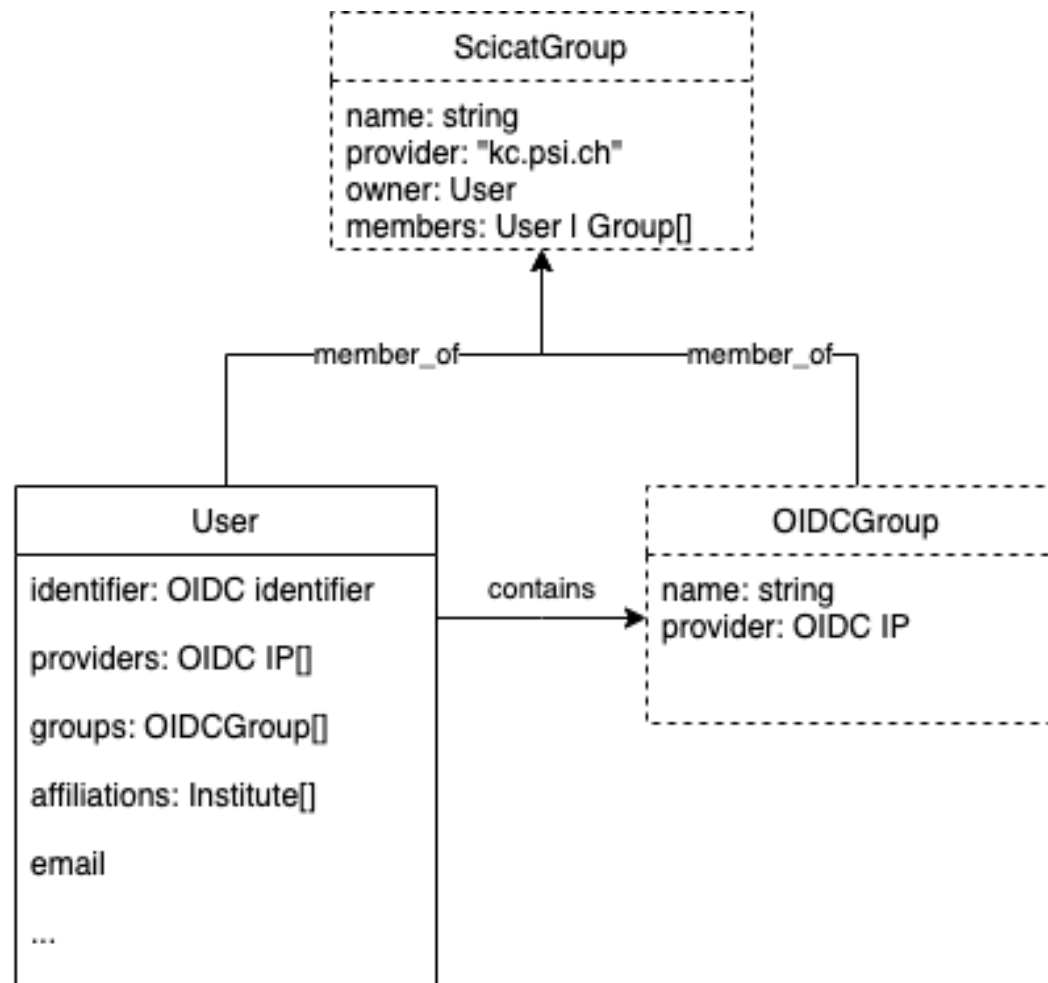 ScicatGroup
name: string
provider: "kc.psi.ch"
owner: User
members: User | Group[]
member_of
member_of
User
identifier: OIDC identifier
providers: OIDC IP[]
groups: OIDCGroup[]
affiliations: Institute[]
email
...
contains
OIDCGroup
name: string
provider: OIDC IP